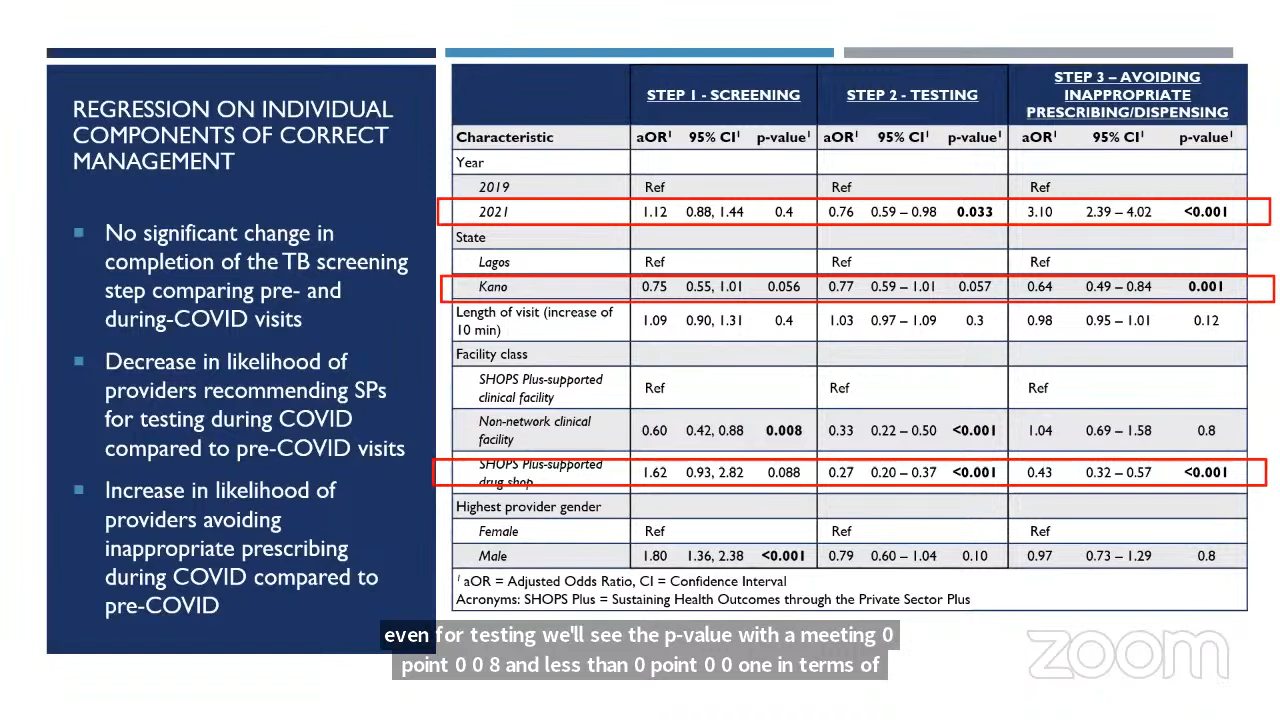 REGRESSION ON INDIVIDUAL
COMPONENTS OF CORRECT
MANAGEMENT
No significant change in
completion of the TB screening
step comparing pre- and
during-COVID visits
Decrease in likelihood of
providers recommending SPs
for testing during COVID
compared to pre-COVID visits
Increase in likelihood of
providers avoiding
inappropriate prescribing
during COVID compared to
pre-COVID
STEP 1 - SCREENING STEP 2 - TESTING STEP 3 – AVOIDING INAPPROPRIATE PRESCRIBING/DISPENSING
Characteristic aOR¹ 95% CI¹ p-value¹ aOR¹ 95% CI¹ p-value¹ aOR¹ 95% CI¹ p-value¹
Year
2019 Ref Ref Ref
2021 1.12 0.88, 1.44 0.4 0.76 0.59 – 0.98 0.033 3.10 2.39 – 4.02 <0.001
State
Lagos Ref Ref Ref
Kano 0.75 0.55, 1.01 0.056 0.77 0.59 – 1.01 0.057 0.64 0.49 – 0.84 0.001
Length of visit (increase of 10 min) 1.09 0.90, 1.31 0.4 1.03 0.97 – 1.09 0.3 0.98 0.95 – 1.01 0.12
Facility class
SHOPS Plus-supported clinical facility Ref Ref Ref
Non-network clinical facility 0.60 0.42, 0.88 0.008 0.33 0.22 – 0.50 <0.001 1.04 0.69 – 1.58 0.8
SHOPS Plus-supported drug shop 1.62 0.93, 2.82 0.088 0.27 0.20 – 0.37 <0.001 0.43 0.32 – 0.57 <0.001
Highest provider gender
Female Ref Ref Ref
Male 1.80 1.36, 2.38 <0.001 0.79 0.60 – 1.04 0.10 0.97 0.73 – 1.29 0.8
¹ aOR = Adjusted Odds Ratio, CI = Confidence Interval
Acronyms: SHOPS Plus = Sustaining Health Outcomes through the Private Sector Plus
even for testing we'll see the p-value with a meeting 0
point 0 0 8 and less than 0 point 0 0 one in terms of
zoom